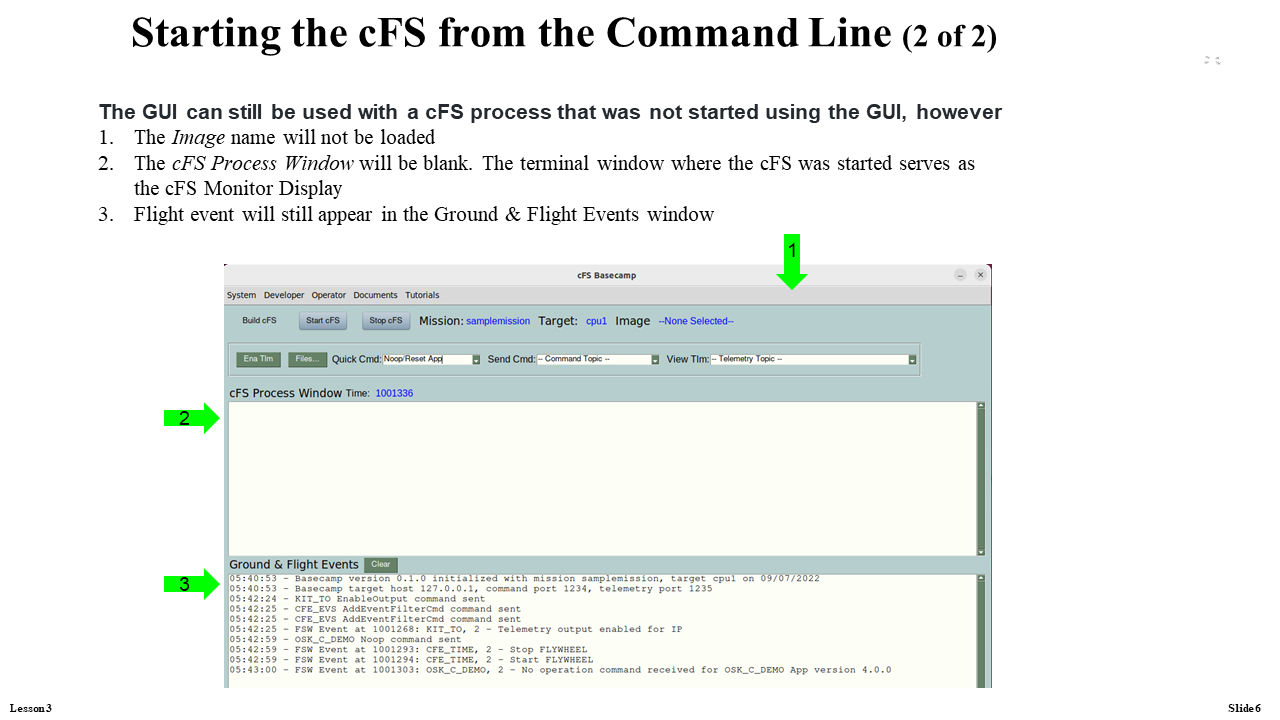 Starting the cFS from the Command Line (2 of 2)
The GUI can still be used with a cFS process that was not started using the GUI, however
1. The Image name will not be loaded
2. The cFS Process Window will be blank. The terminal window where the cFS was started serves as
the cFS Monitor Display
3. Flight event will still appear in the Ground & Flight Events window
1
cFS Basecamp
System Developer Operator Documents Tutorials
Build cFS Start cFS Stop cFS Mission: samplemission Target: cpu1 Image --None Selected--
Ena Tlm Files... Quick Cmd: Noop/Reset App Send Cmd: -- Command Topic -- View Tlm: -- Telemetry Topic --
cFS Process Window Time: 1001336
2
Ground & Flight Events Clear
3
05:40:53 - Basecamp version 0.1.0 initialized with mission samplemission, target cpu1 on 09/07/2022
05:40:53 - Basecamp target host 127.0.0.1, command port 1234, telemetry port 1235
05:42:24 - KIT_TO EnableOutput command sent
05:42:25 - CFE_EVS AddEventFilterCmd command sent
05:42:25 - CFE_EVS AddEventFilterCmd command sent
05:42:25 - FSW Event at 1001268: KIT_TO, 2 - Telemetry output enabled for IP
05:42:59 - OSK_C_DEMO Noop command sent
05:42:59 - FSW Event at 1001293: CFE_TIME, 2 - Stop FLYWHEEL
05:42:59 - FSW Event at 1001294: CFE_TIME, 2 - Start FLYWHEEL
05:43:00 - FSW Event at 1001303: OSK_C_DEMO, 2 - No operation command received for OSK_C_DEMO App version 4.0.0
Lesson 3
Slide 6